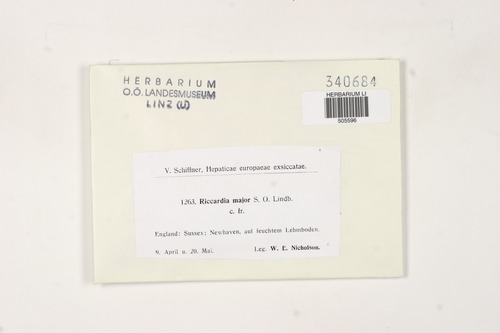 HERBARIUM
O.Ö. LANDESMUSEUM
LINZ (U)
340684
HERBARIUM LI
505596
V. Schiffner, Hepaticae europaeae exsiccatae.
1263. Riccardia major S. O. Lindb.
c. fr.
England: Sussex: Newhaven, auf feuchtem Lehmboden.
9. April u. 20. Mai. Leg. W. E. Nicholson.